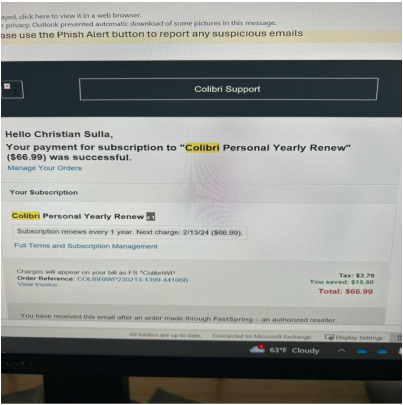 ayed, click here to view it in a web browser.
r privacy, Outlook prevented automatic download of some pictures in this message.
ase use the Phish Alert button to report any suspicious emails
Colibri Support
Hello Christian Sulla,
Your payment for subscription to "Colibri Personal Yearly Renew"
($66.99) was successful.
Manage Your Orders
Your Subscription
Colibri Personal Yearly Renew x 1
Subscription renews every 1 year. Next charge: 2/13/24 ($66.99).
Full Terms and Subscription Management
Charges will appear on your bill as FS *ColibriWP
Order Reference: COLIBRIWP230213-1399-44106B
View Invoice
Tax: $3.79
You saved: $15.80
Total: $66.99
You have received this email after an order made through FastSpring – an authorized reseller.
All folders are up to date.
Connected to: Microsoft Exchange
Display Settings
63°F Cloudy